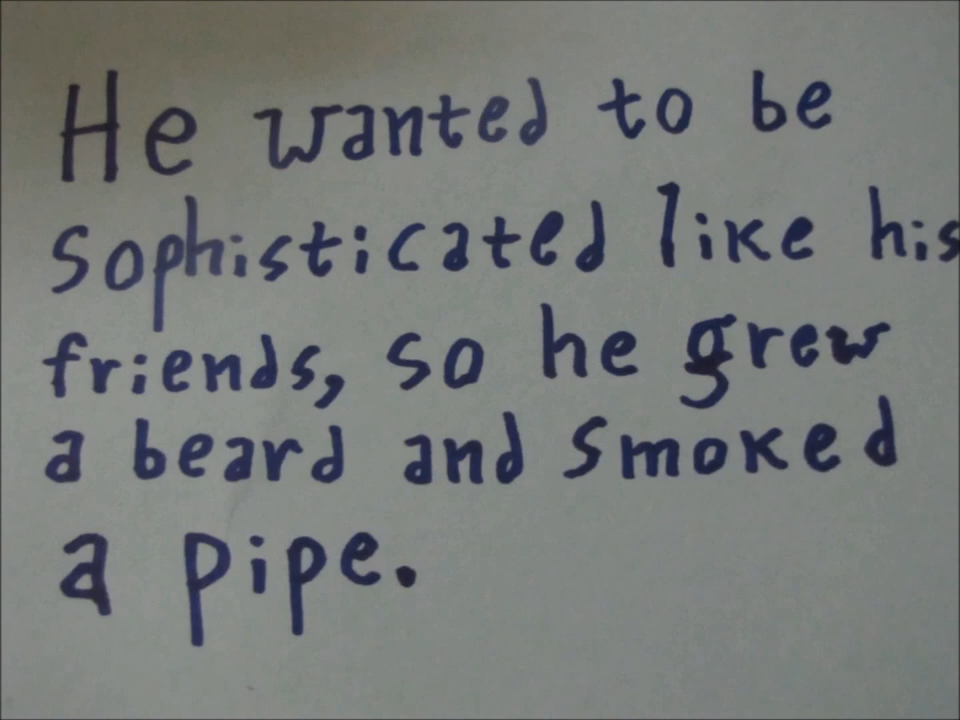 He wanted to be
sophisticated like his
friends, so he grew
a beard and smoked
a pipe.